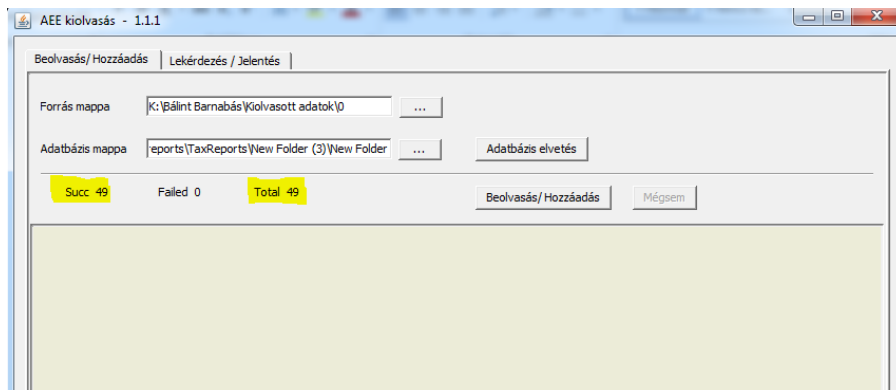 AEE kiolvasás - 1.1.1
Beolvasás/Hozzáadás Lekérdezés / Jelentés
Forrás mappa K:\Bálint Barnabás\Kiolvasott adatok\0 ...
Adatbázis mappa reports\TaxReports\New Folder (3)\New Folder ... Adatbázis elvetés
Succ 49 Failed 0 Total 49 Beolvasás/Hozzáadás Mégsem